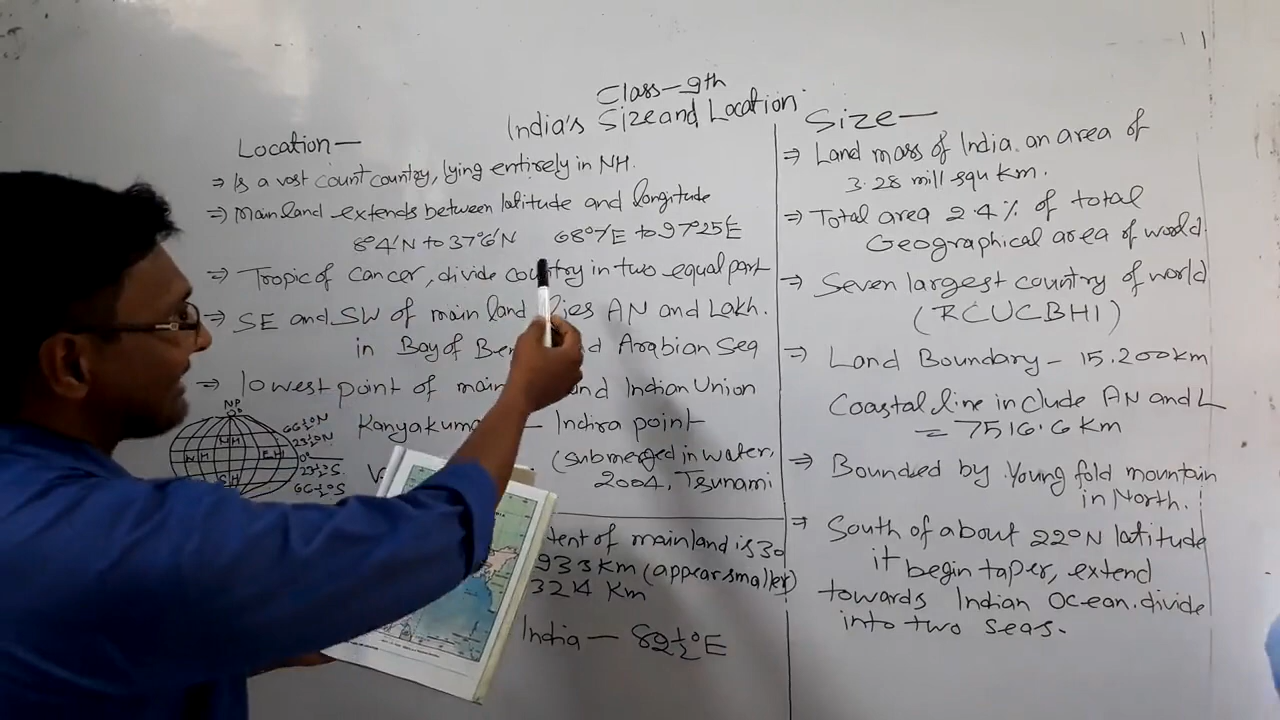 Class-9th
India's Size and Location
Location —
⇒ Is a vast count country, lying entirely in NH.
⇒ Mainland extends between latitude and longitude
8°4'N to 37°6'N 68°7'E to 97°25'E
⇒ Tropic of Cancer, divide country in two equal part
⇒ SE and SW of mainland lies AN and Lakh.
in Bay of Ben nd Arabian Sea
⇒ lowest point of main and Indian Union
Kanyakuma — Indira point
(submerged in water,
2004, Tsunami
NP
66½°N
23½°N
0°
23½°S
66½°S
NH
WH
EH
SH
tent of mainland is 30
933 km (appear smaller)
3214 Km
India — 82½°E
Size —
⇒ Land mass of India. an area of
3.28 mill squ km.
⇒ Total area 2.4% of total
Geographical area of world.
⇒ Seven largest country of world
(RCUCBHI)
⇒ Land Boundary – 15.200km
Coastal line include AN and L
= 7516.6 KM
⇒ Bounded by Young fold mountain
in North.
⇒ South of about 22°N latitude
it begin taper, extend
towards Indian Ocean. divide
into two seas.